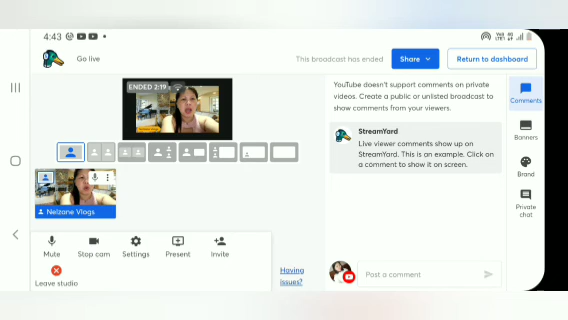 4:43
Go live
This broadcast has ended
Share
Return to dashboard
ENDED 2:19
YouTube doesn't support comments on private
videos. Create a public or unlisted broadcast to
show comments from your viewers.
StreamYard
Live viewer comments show up on
StreamYard. This is an example. Click on
a comment to show it on screen.
Comments
Banners
Brand
Private
chat
Neizane Vlogs
Mute
Stop cam
Settings
Present
Invite
Leave studio
Having
issues?
Post a comment